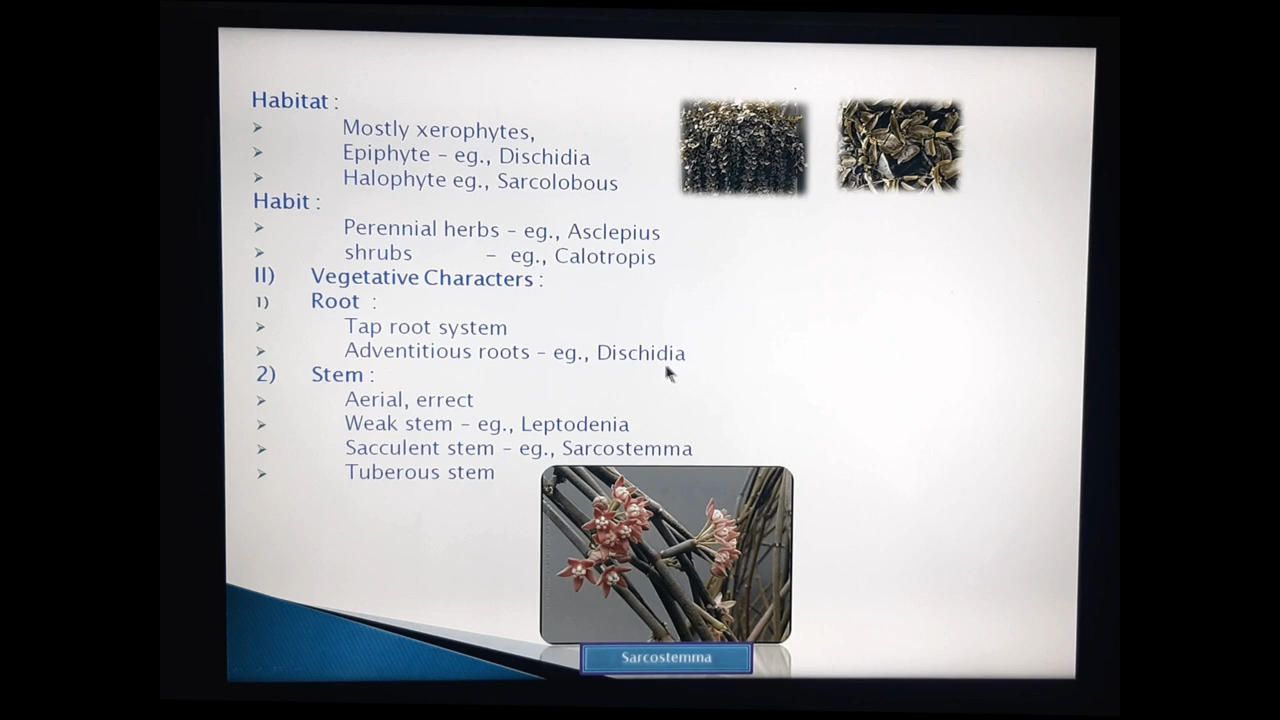 Habitat :
➢ Mostly xerophytes,
➢ Epiphyte – eg., Dischidia
➢ Halophyte eg., Sarcolobous
Habit :
➢ Perennial herbs – eg., Asclepius
➢ shrubs – eg., Calotropis
II) Vegetative Characters :
1) Root :
➢ Tap root system
➢ Adventitious roots – eg., Dischidia
2) Stem :
➢ Aerial, errect
➢ Weak stem – eg., Leptodenia
➢ Sacculent stem – eg., Sarcostemma
➢ Tuberous stem
Sarcostemma